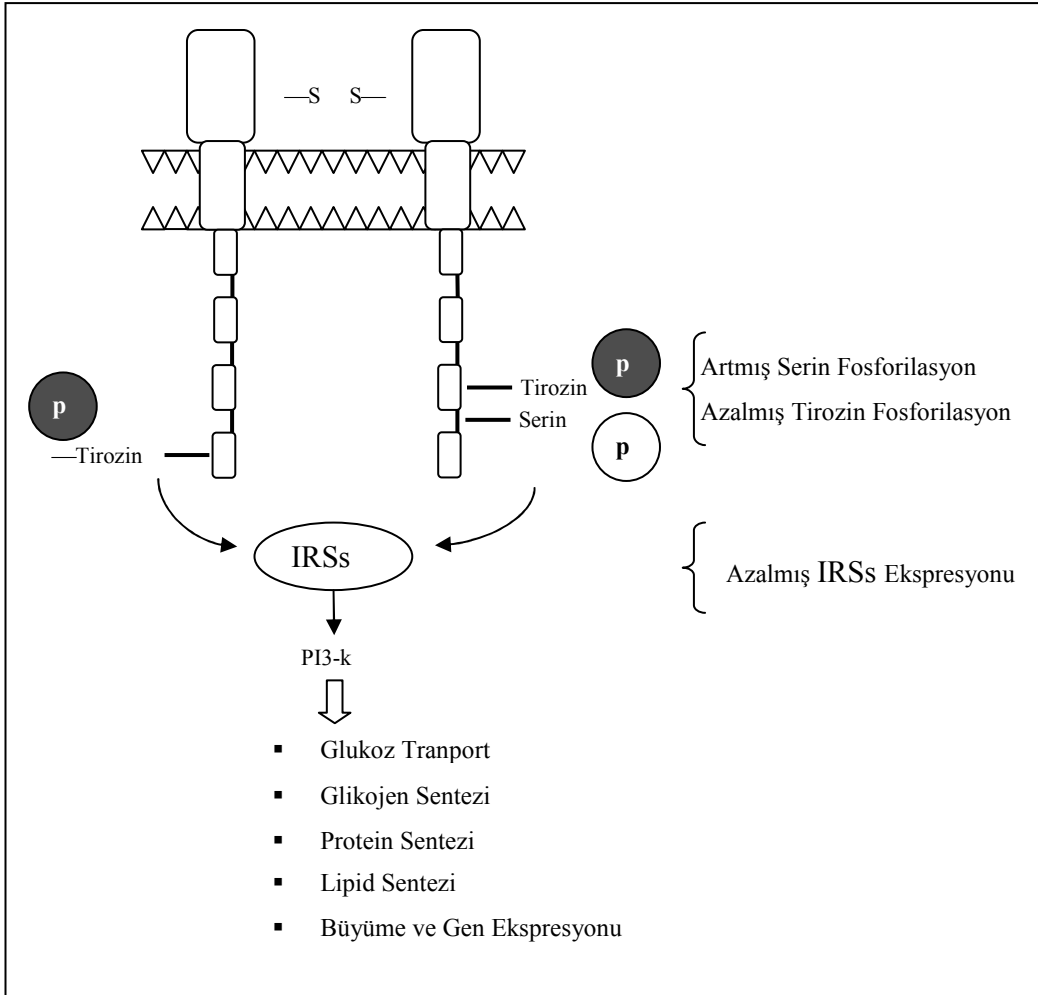 —S S—
p
Tirozin
Serin
p
Artmış Serin Fosforilasyon
Azalmış Tirozin Fosforilasyon
p
—Tirozin
IRSs
Azalmış IRSs Ekspresyonu
PI3-k
▪ Glukoz Tranport
▪ Glikojen Sentezi
▪ Protein Sentezi
▪ Lipid Sentezi
▪ Büyüme ve Gen Ekspresyonu